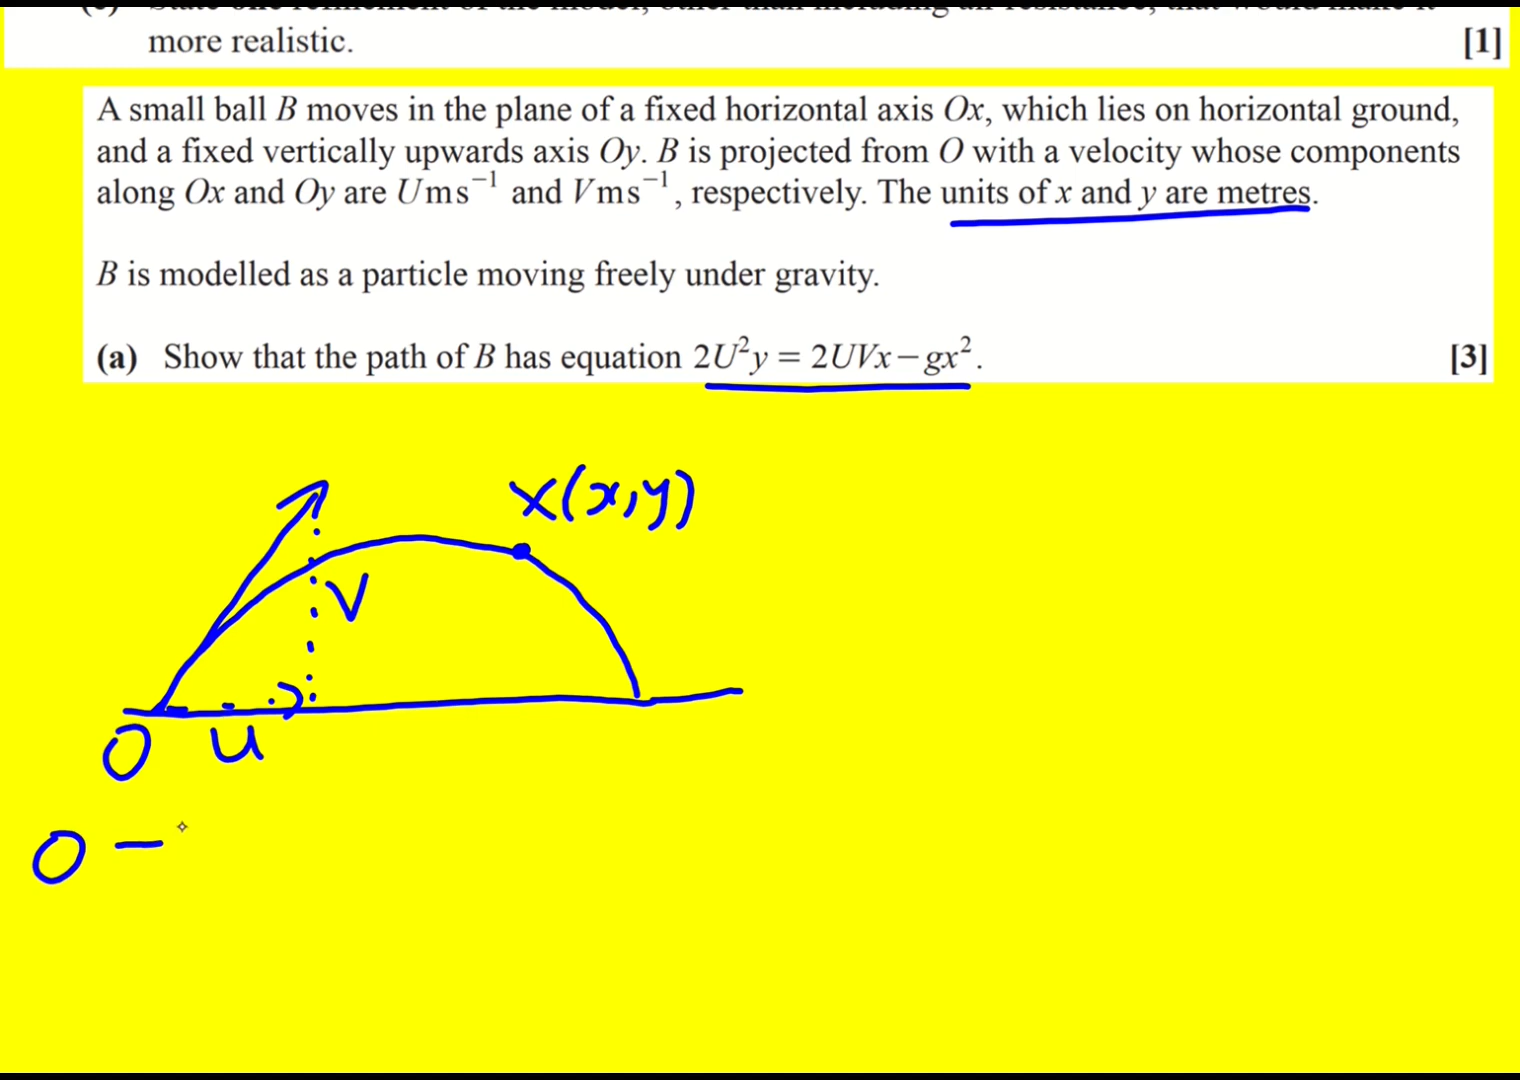 more realistic. [1]
A small ball B moves in the plane of a fixed horizontal axis Ox, which lies on horizontal ground,
and a fixed vertically upwards axis Oy. B is projected from O with a velocity whose components
along Ox and Oy are U m s⁻¹ and V m s⁻¹, respectively. The units of x and y are metres.
B is modelled as a particle moving freely under gravity.
(a) Show that the path of B has equation 2U²y = 2UVx − gx². [3]
X(x,y)
V
O U
O —